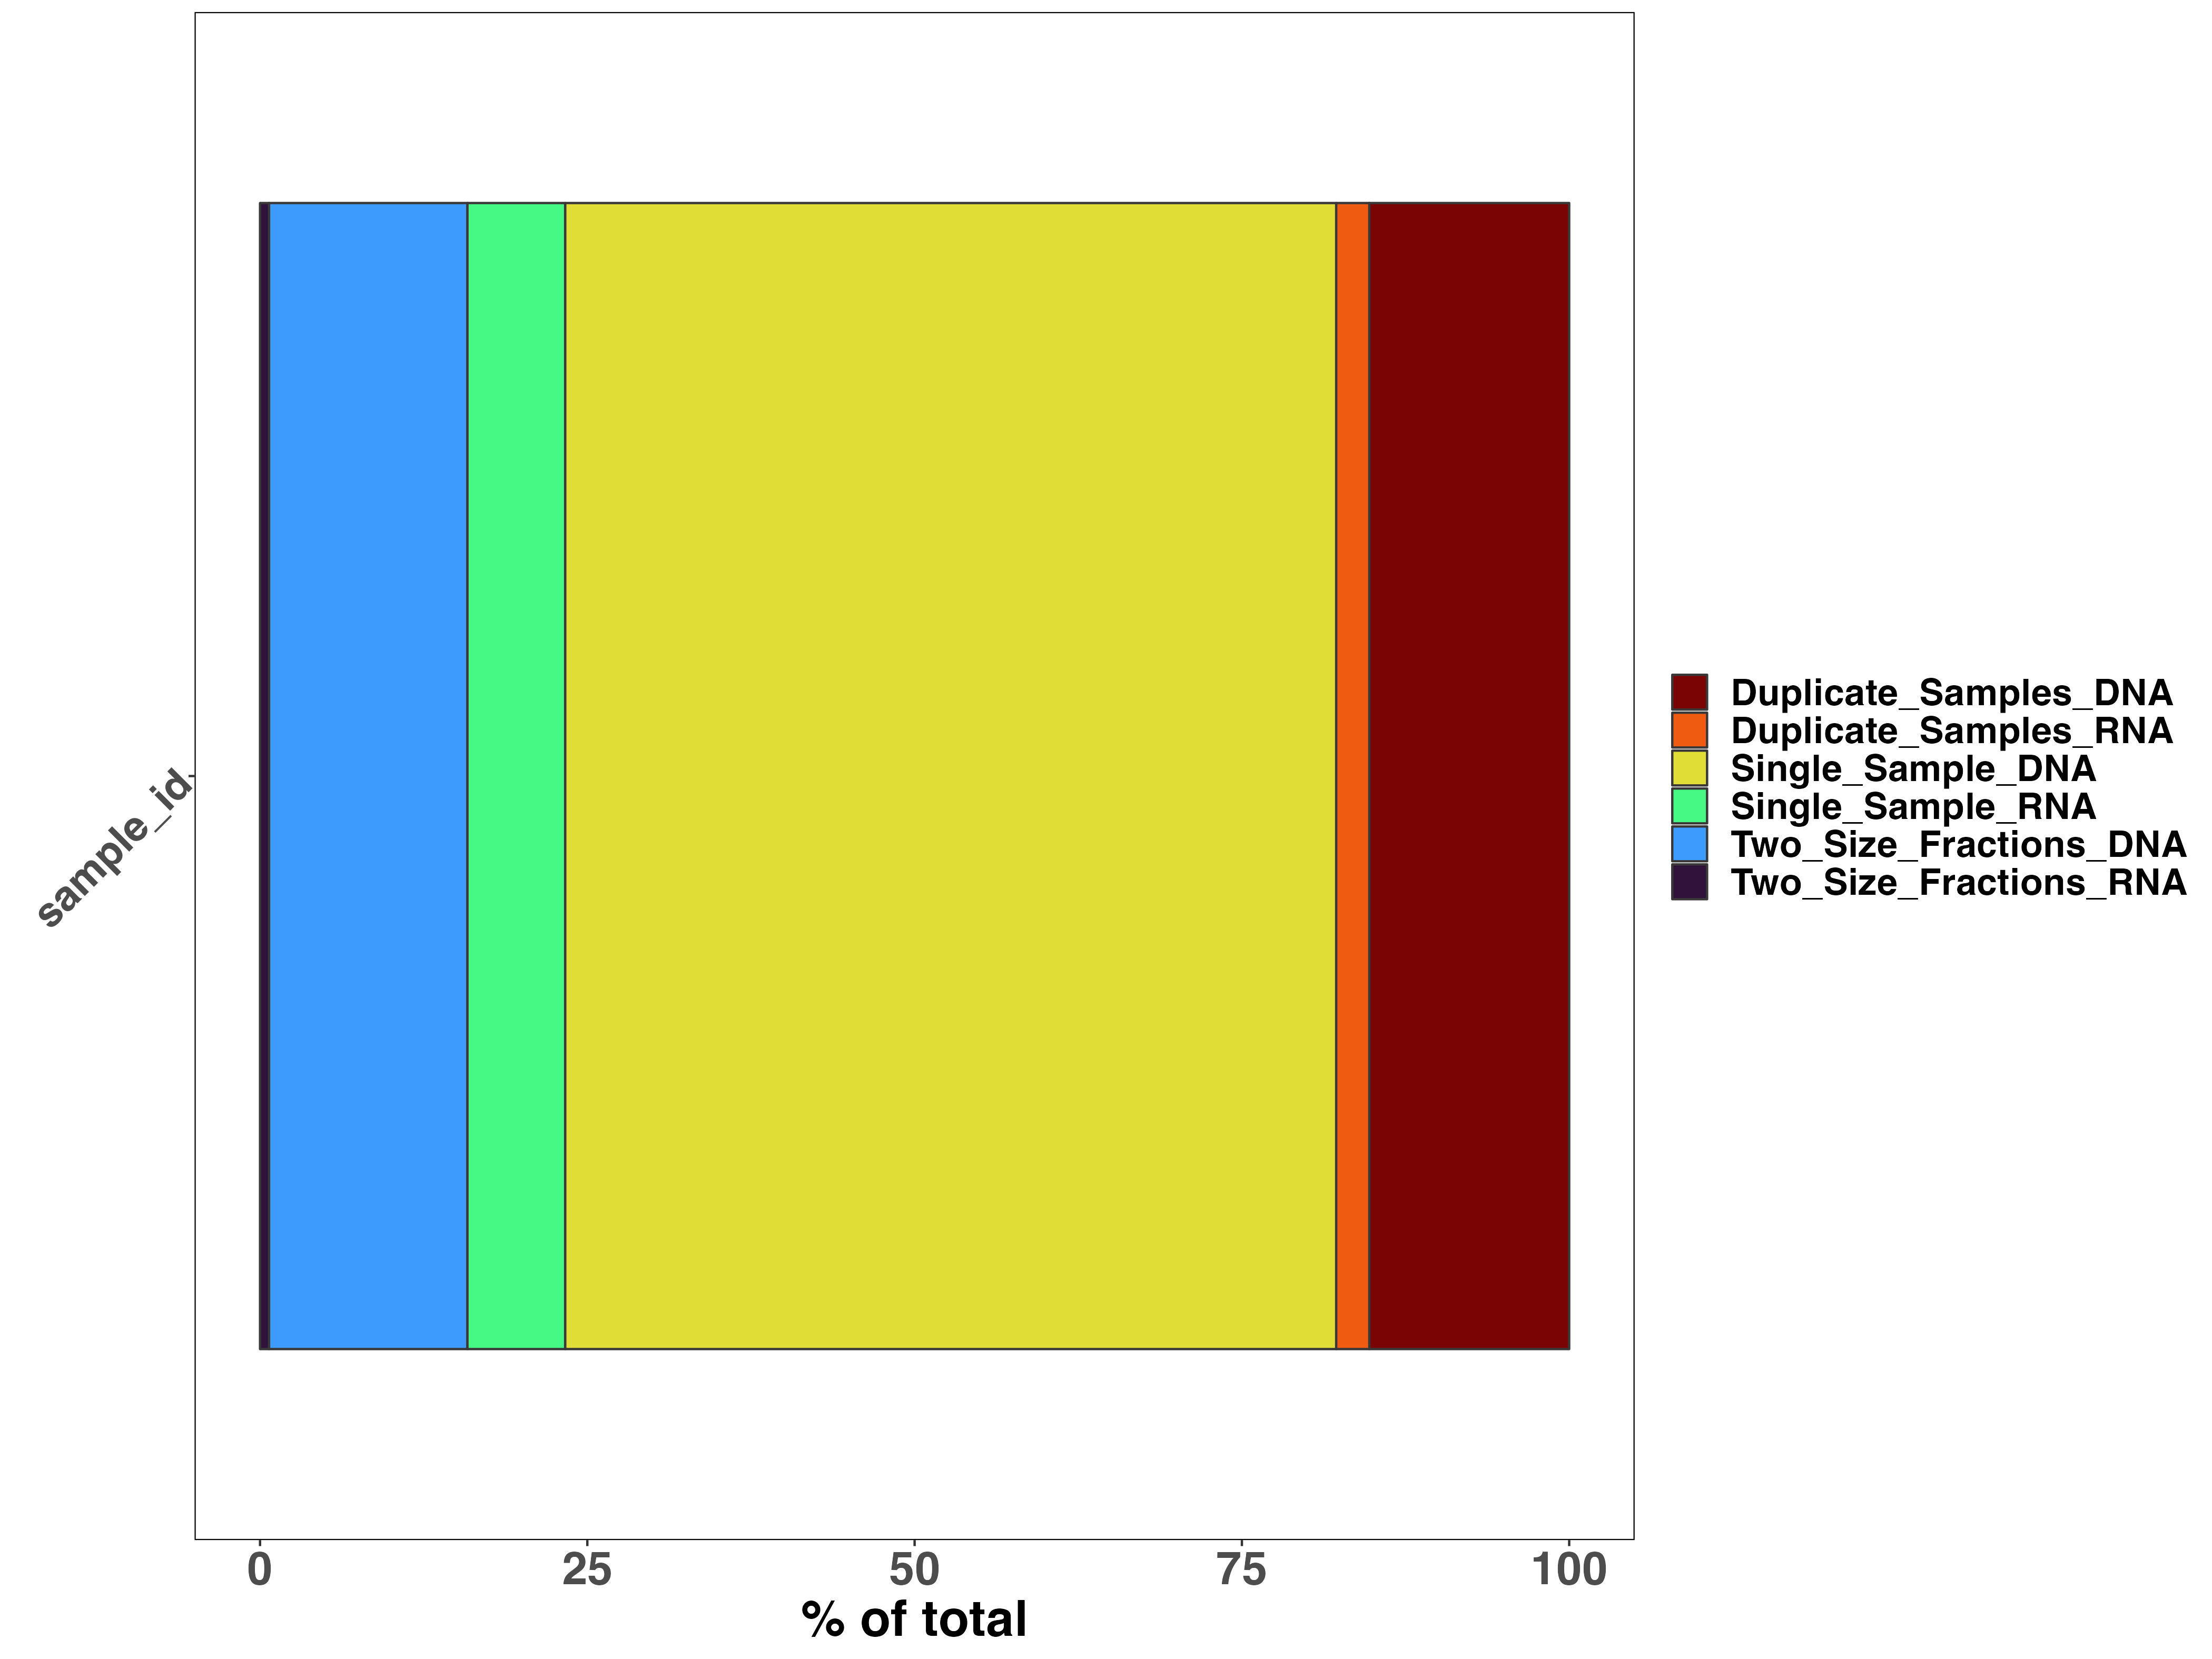 sample_id
0 25 50 75 100
% of total
Duplicate_Samples_DNA
Duplicate_Samples_RNA
Single_Sample_DNA
Single_Sample_RNA
Two_Size_Fractions_DNA
Two_Size_Fractions_RNA